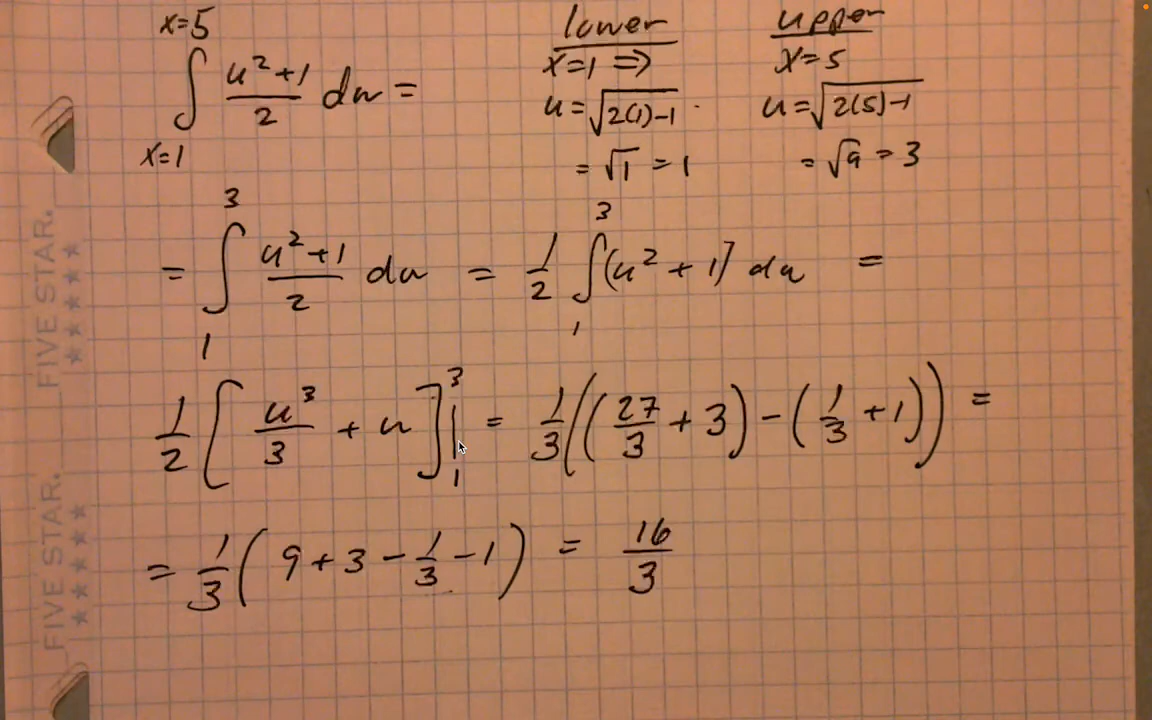 x=5 lower upper
∫ (u²+1)/2 du = x=1 ⇒ x=5
x=1 u=√(2(1)-1) u=√(2(5)-1)
=√1 = 1 =√9 = 3
= ∫₁³ (u²+1)/2 du = 1/2 ∫₁³ (u²+1) du =
1/2 [u³/3 + u]|₁³ = 1/3((27/3 + 3) - (1/3 + 1)) =
= 1/3(9+3-1/3-1) = 16/3
FIVE STAR.
FIVE STAR.